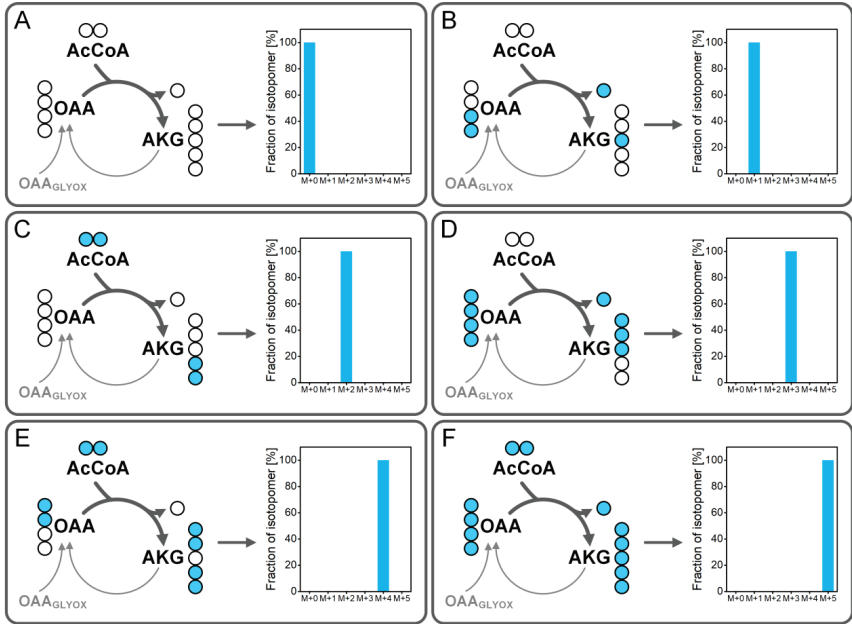 A
AcCoA
OAA
AKG
OAAGLYOX
Fraction of isotopomer [%]
100
80
60
40
20
0
M+0 M+1 M+2 M+3 M+4 M+5
B
AcCoA
OAA
AKG
OAAGLYOX
Fraction of isotopomer [%]
100
80
60
40
20
0
M+0 M+1 M+2 M+3 M+4 M+5
C
AcCoA
OAA
AKG
OAAGLYOX
Fraction of isotopomer [%]
100
80
60
40
20
0
M+0 M+1 M+2 M+3 M+4 M+5
D
AcCoA
OAA
AKG
OAAGLYOX
Fraction of isotopomer [%]
100
80
60
40
20
0
M+0 M+1 M+2 M+3 M+4 M+5
E
AcCoA
OAA
AKG
OAAGLYOX
Fraction of isotopomer [%]
100
80
60
40
20
0
M+0 M+1 M+2 M+3 M+4 M+5
F
AcCoA
OAA
AKG
OAAGLYOX
Fraction of isotopomer [%]
100
80
60
40
20
0
M+0 M+1 M+2 M+3 M+4 M+5